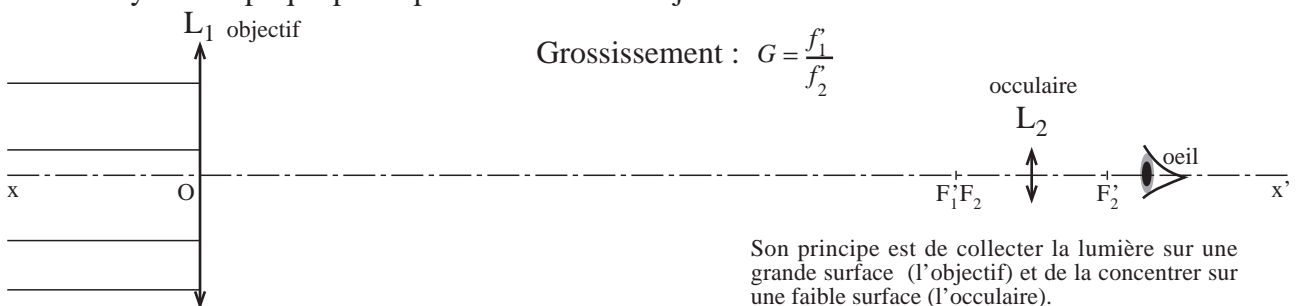 L1 objectif
Grossissement : G = f'1 / f'2
occulaire
L2
oeil
x
O
F'1F2
F'2
x'
Son principe est de collecter la lumière sur une
grande surface (l'objectif) et de la concentrer sur
une faible surface (l'occulaire).